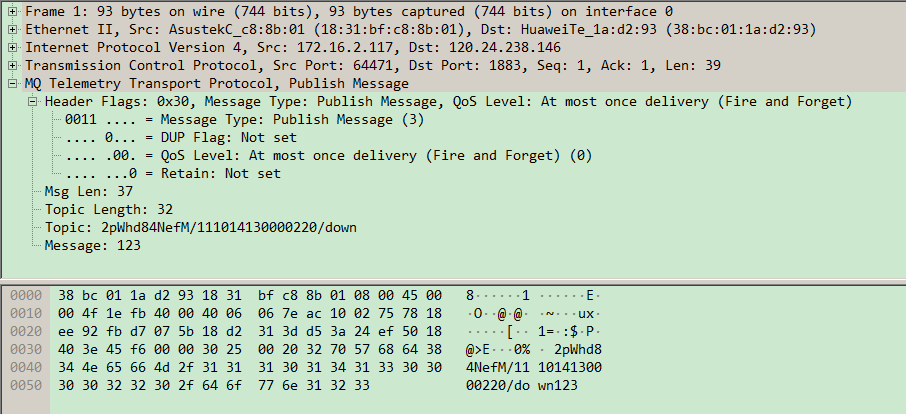 Frame 1: 93 bytes on wire (744 bits), 93 bytes captured (744 bits) on interface 0
Ethernet II, Src: AsustekC_c8:8b:01 (18:31:bf:c8:8b:01), Dst: HuaweiTe_1a:d2:93 (38:bc:01:1a:d2:93)
Internet Protocol Version 4, Src: 172.16.2.117, Dst: 120.24.238.146
Transmission Control Protocol, Src Port: 64471, Dst Port: 1883, Seq: 1, Ack: 1, Len: 39
MQ Telemetry Transport Protocol, Publish Message
Header Flags: 0x30, Message Type: Publish Message, QoS Level: At most once delivery (Fire and Forget)
0011 .... = Message Type: Publish Message (3)
.... 0... = DUP Flag: Not set
.... .00. = QoS Level: At most once delivery (Fire and Forget) (0)
.... ...0 = Retain: Not set
Msg Len: 37
Topic Length: 32
Topic: 2pWhd84NefM/111014130000220/down
Message: 123
0000 38 bc 01 1a d2 93 18 31 bf c8 8b 01 08 00 45 00 8······1 ······E·
0010 00 4f 1e fb 40 00 40 06 06 7e ac 10 02 75 78 18 ·O··@·@· ·~···ux·
0020 ee 92 fb d7 07 5b 18 d2 31 3d d5 3a 24 ef 50 18 ·····[·· 1=·:$·P·
0030 40 3e 45 f6 00 00 30 25 00 20 32 70 57 68 64 38 @>E···0% · 2pWhd8
0040 34 4e 65 66 4d 2f 31 31 31 30 31 34 31 33 30 30 4NefM/11 10141300
0050 30 30 32 32 30 2f 64 6f 77 6e 31 32 33 00220/do wn123